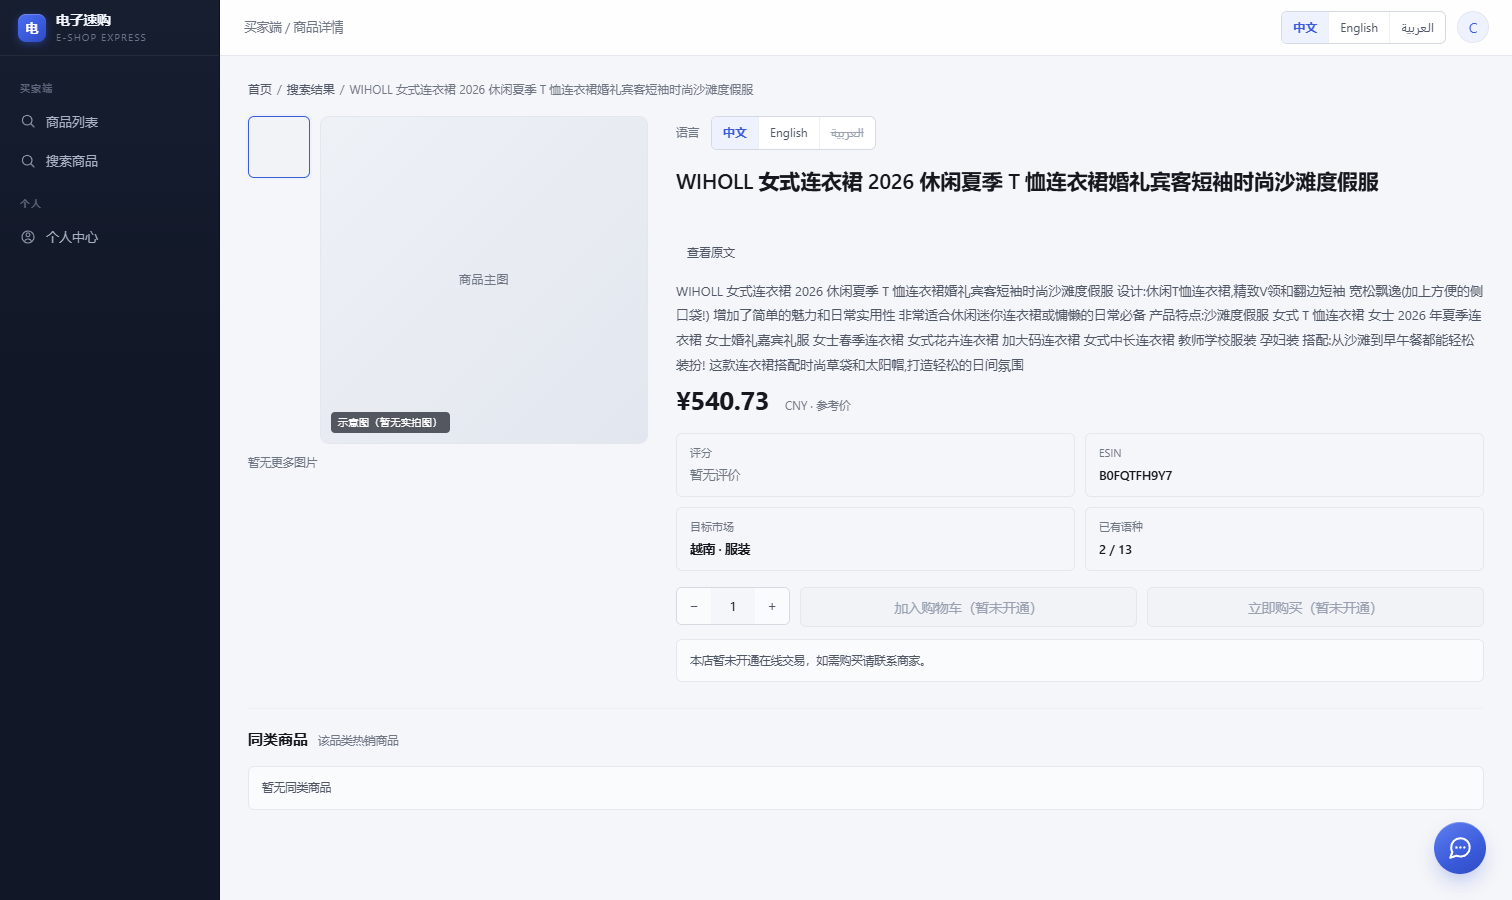 电
电子速购
E-SHOP EXPRESS
买家端
商品列表
搜索商品
个人
个人中心
买家端 / 商品详情
中文 English العربية
C
首页 / 搜索结果 / WIHOLL 女式连衣裙 2026 休闲夏季 T 恤连衣裙婚礼宾客短袖时尚沙滩度假服
商品主图
示意图（暂无实拍图）
暂无更多图片
语言 中文 English العربية
WIHOLL 女式连衣裙 2026 休闲夏季 T 恤连衣裙婚礼宾客短袖时尚沙滩度假服
查看原文
WIHOLL 女式连衣裙 2026 休闲夏季 T 恤连衣裙婚礼宾客短袖时尚沙滩度假服 设计:休闲T恤连衣裙,精致V领和翻边短袖 宽松飘逸(加上方便的侧
口袋!) 增加了简单的魅力和日常实用性 非常适合休闲迷你连衣裙或慵懒的日常必备 产品特点:沙滩度假服 女式 T 恤连衣裙 女士 2026 年夏季连
衣裙 女士婚礼嘉宾礼服 女士春季连衣裙 女式花卉连衣裙 加大码连衣裙 女式中长连衣裙 教师学校服装 孕妇装 搭配:从沙滩到早午餐都能轻松
装扮! 这款连衣裙搭配时尚草袋和太阳帽,打造轻松的日间氛围
¥540.73 CNY · 参考价
评分
暂无评价
ESIN
B0FQTFH9Y7
目标市场
越南 · 服装
已有语种
2 / 13
− 1 +
加入购物车（暂未开通）
立即购买（暂未开通）
本店暂未开通在线交易，如需购买请联系商家。
同类商品 该品类热销商品
暂无同类商品